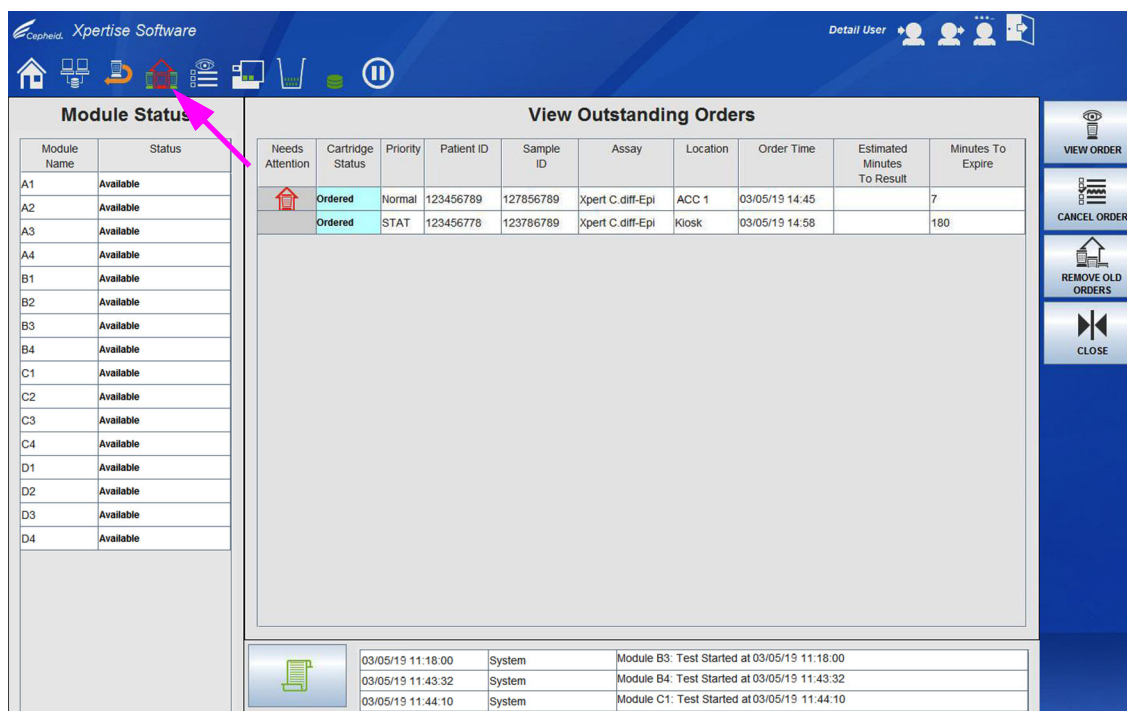 Cepheid. Xpertise Software
Detail User
Module Status
View Outstanding Orders
Module Name Status
A1 Available
A2 Available
A3 Available
A4 Available
B1 Available
B2 Available
B3 Available
B4 Available
C1 Available
C2 Available
C3 Available
C4 Available
D1 Available
D2 Available
D3 Available
D4 Available
Needs Attention Cartridge Status Priority Patient ID Sample ID Assay Location Order Time Estimated Minutes To Result Minutes To Expire
Ordered Normal 123456789 127856789 Xpert C.diff-Epi ACC 1 03/05/19 14:45 7
Ordered STAT 123456778 123786789 Xpert C.diff-Epi Kiosk 03/05/19 14:58 180
VIEW ORDER
CANCEL ORDER
REMOVE OLD
ORDERS
CLOSE
03/05/19 11:18:00 System Module B3: Test Started at 03/05/19 11:18:00
03/05/19 11:43:32 System Module B4: Test Started at 03/05/19 11:43:32
03/05/19 11:44:10 System Module C1: Test Started at 03/05/19 11:44:10